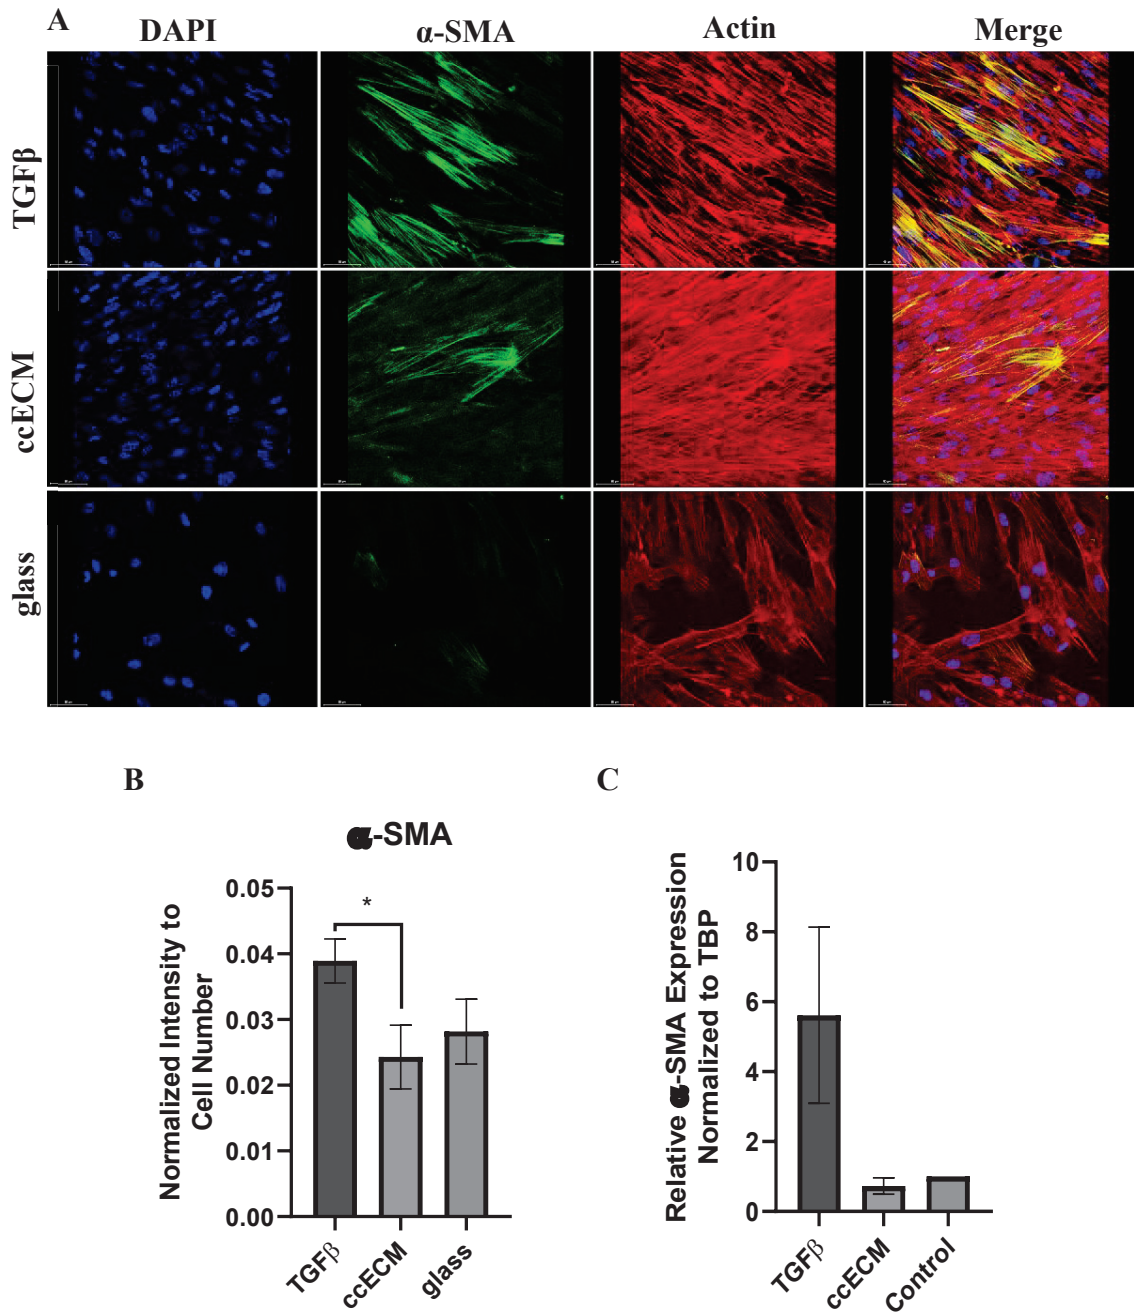 A
DAPI
α-SMA
Actin
Merge
TGFβ
ccECM
glass
B
α-SMA
Normalized Intensity to
Cell Number
0.05
0.04
0.03
0.02
0.01
0.00
*
TGFβ
ccECM
glass
C
Relative α-SMA Expression
Normalized to TBP
10
8
6
4
2
0
TGFβ
ccECM
Control